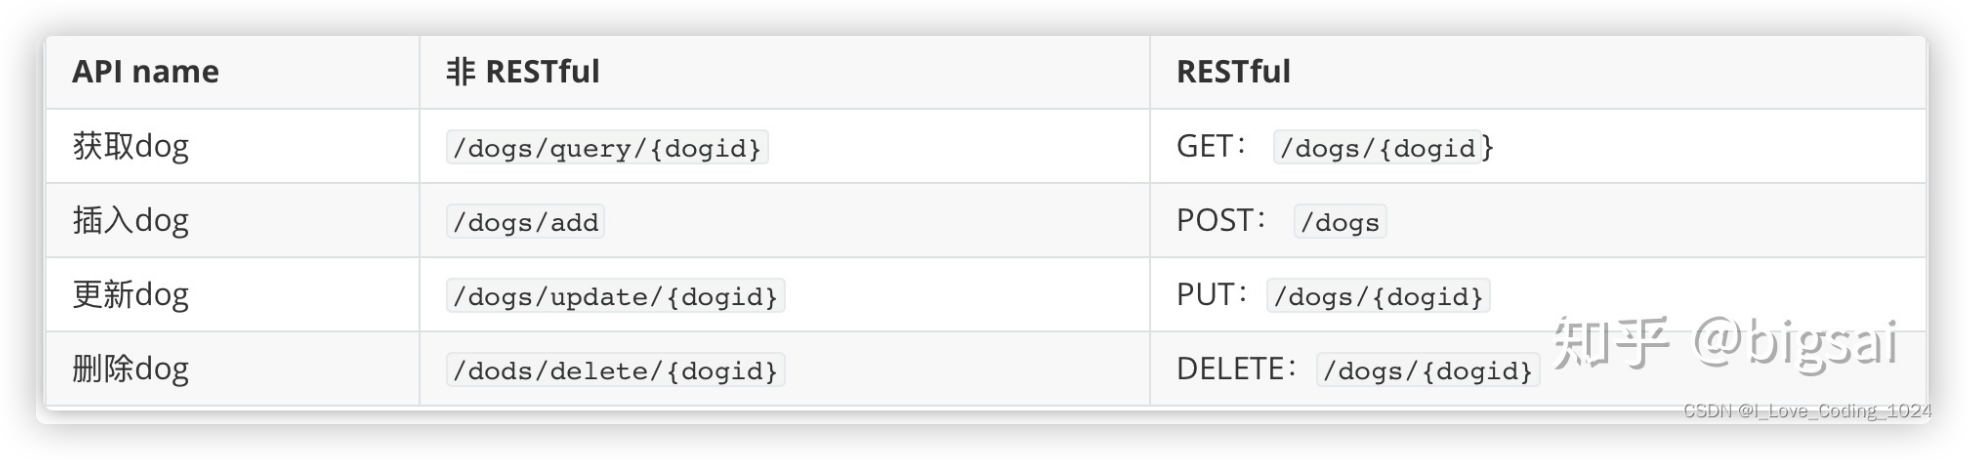 API name 非 RESTful RESTful
获取dog /dogs/query/{dogid} GET： /dogs/{dogid}
插入dog /dogs/add POST： /dogs
更新dog /dogs/update/{dogid} PUT：/dogs/{dogid}
删除dog /dods/delete/{dogid} DELETE：/dogs/{dogid}
知乎 @bigsai
CSDN @I_Love_Coding_1024